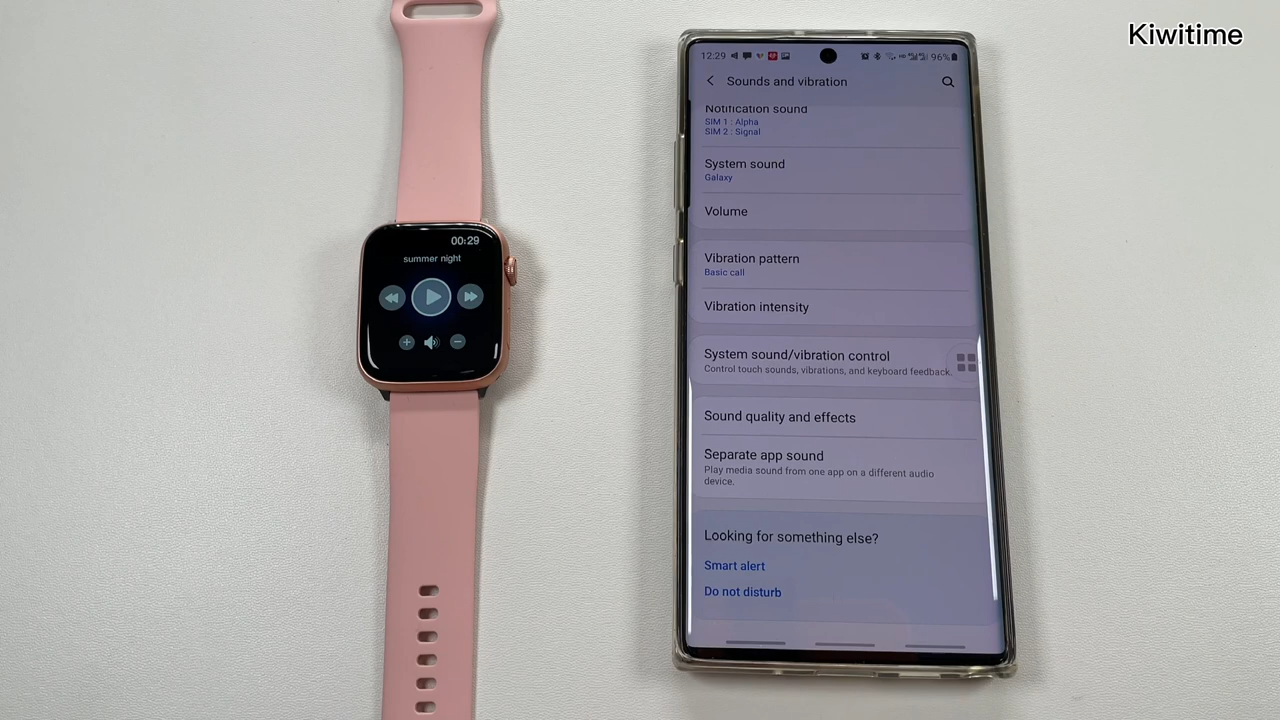 Kiwitime
00:29
summer night
12:29
96%
Sounds and vibration
Notification sound
SIM 1 : Alpha
SIM 2 : Signal
System sound
Galaxy
Volume
Vibration pattern
Basic call
Vibration intensity
System sound/vibration control
Control touch sounds, vibrations, and keyboard feedback.
Sound quality and effects
Separate app sound
Play media sound from one app on a different audio
device.
Looking for something else?
Smart alert
Do not disturb